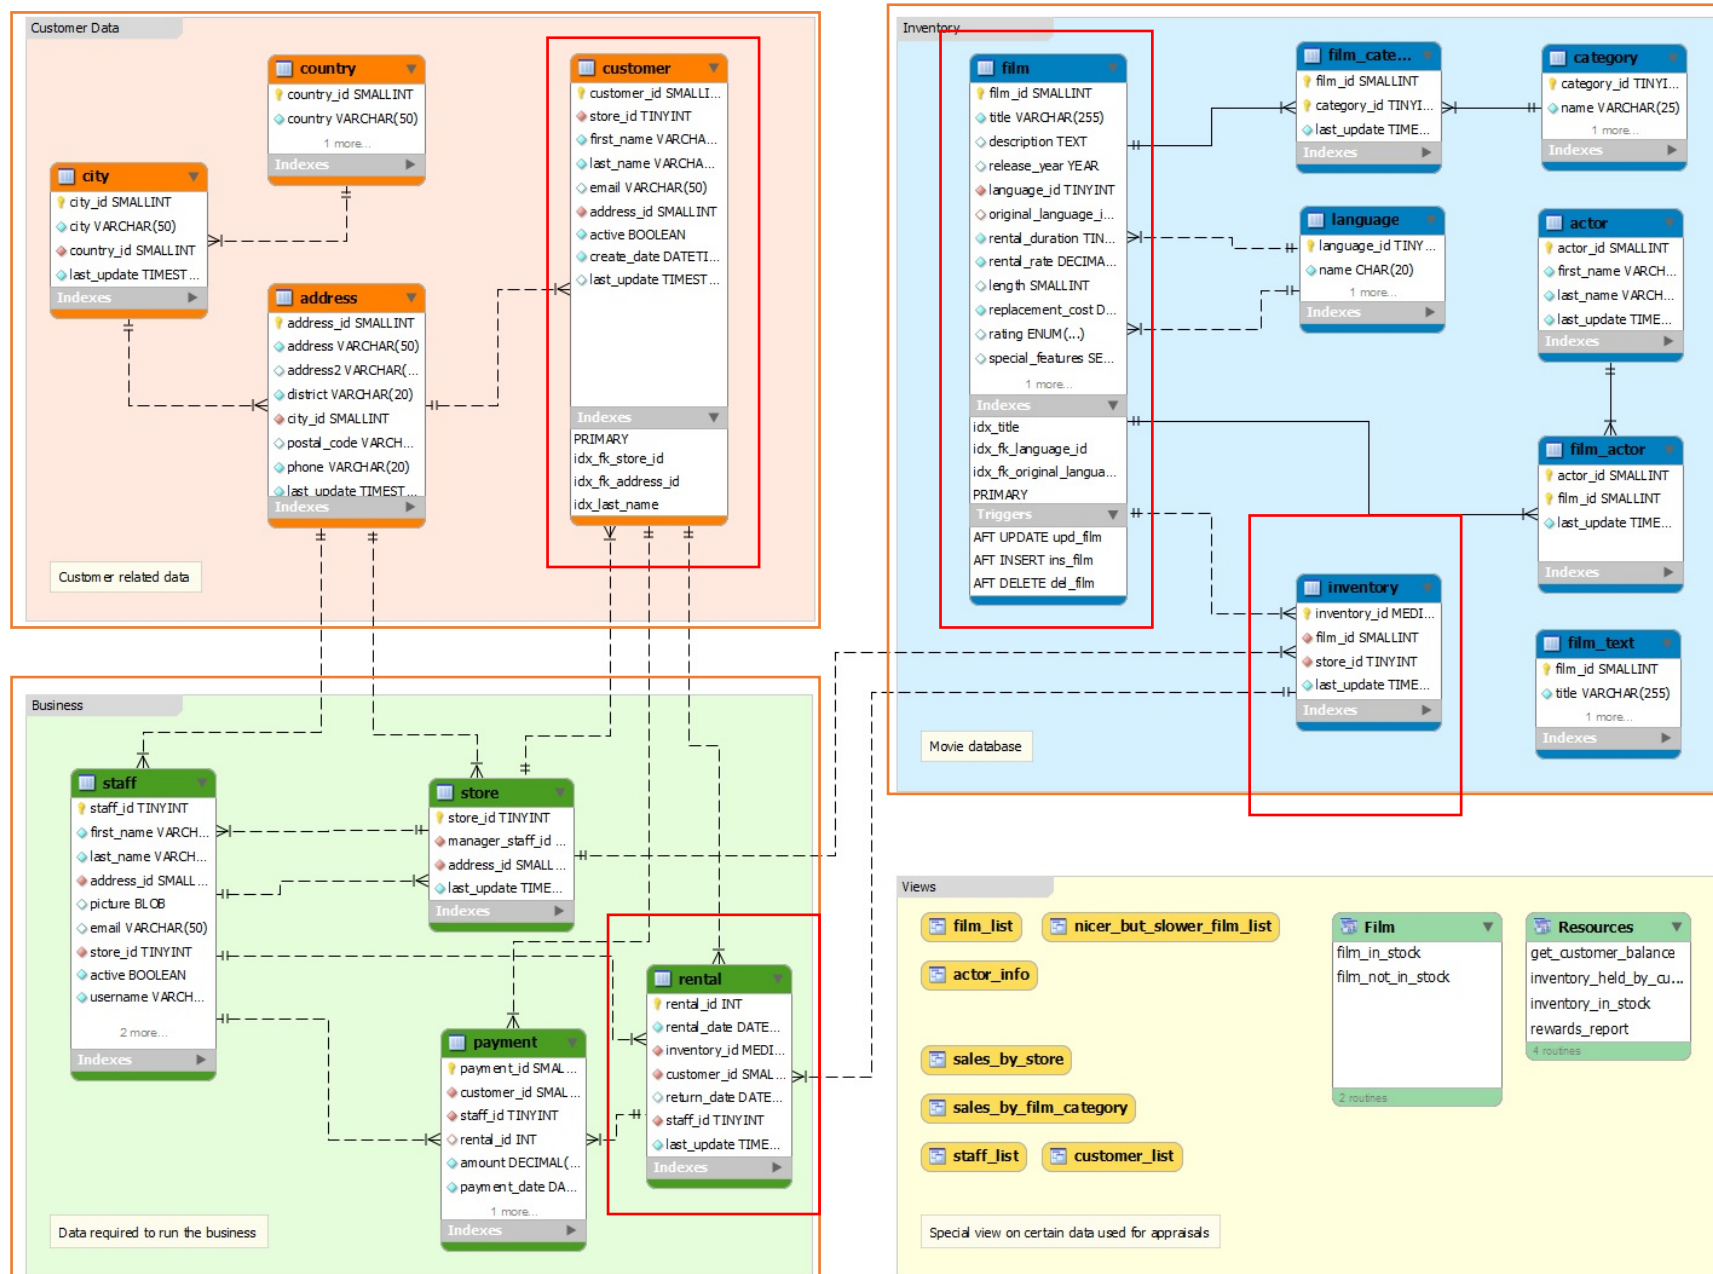 Customer Data
country
country_id SMALLINT
country VARCHAR(50)
1 more...
Indexes
customer
customer_id SMALLI...
store_id TINYINT
first_name VARCHA...
last_name VARCHA...
email VARCHAR(50)
address_id SMALLINT
active BOOLEAN
create_date DATETI...
last_update TIMEST...
Indexes
PRIMARY
idx_fk_store_id
idx_fk_address_id
idx_last_name
city
city_id SMALLINT
city VARCHAR(50)
country_id SMALLINT
last_update TIMEST...
Indexes
address
address_id SMALLINT
address VARCHAR(50)
address2 VARCHAR(...
district VARCHAR(20)
city_id SMALLINT
postal_code VARCH...
phone VARCHAR(20)
last_update TIMEST...
Indexes
Customer related data
Inventory
film
film_id SMALLINT
title VARCHAR(255)
description TEXT
release_year YEAR
language_id TINYINT
original_language_i...
rental_duration TIN...
rental_rate DECIMA...
length SMALLINT
replacement_cost D...
rating ENUM(...)
special_features SE...
1 more...
Indexes
idx_title
idx_fk_language_id
idx_fk_original_langua...
PRIMARY
Triggers
AFT UPDATE upd_film
AFT INSERT ins_film
AFT DELETE del_film
film_cate...
film_id SMALLINT
category_id TINYI...
last_update TIME...
Indexes
category
category_id TINYI...
name VARCHAR(25)
1 more...
Indexes
language
language_id TINY...
name CHAR(20)
1 more...
Indexes
actor
actor_id SMALLINT
first_name VARCH...
last_name VARCH...
last_update TIME...
Indexes
film_actor
actor_id SMALLINT
film_id SMALLINT
last_update TIME...
Indexes
inventory
inventory_id MEDI...
film_id SMALLINT
store_id TINYINT
last_update TIME...
Indexes
film_text
film_id SMALLINT
title VARCHAR(255)
1 more...
Indexes
Movie database
Business
staff
staff_id TINYINT
first_name VARCH...
last_name VARCH...
address_id SMALL...
picture BLOB
email VARCHAR(50)
store_id TINYINT
active BOOLEAN
username VARCH...
2 more...
Indexes
store
store_id TINYINT
manager_staff_id ...
address_id SMALL...
last_update TIME...
Indexes
payment
payment_id SMAL...
customer_id SMAL...
staff_id TINYINT
rental_id INT
amount DECIMAL(...
payment_date DA...
1 more...
Indexes
rental
rental_id INT
rental_date DATE...
inventory_id MEDI...
customer_id SMAL...
return_date DATE...
staff_id TINYINT
last_update TIME...
Indexes
Data required to run the business
Views
film_list
nicer_but_slower_film_list
actor_info
sales_by_store
sales_by_film_category
staff_list
customer_list
Film
film_in_stock
film_not_in_stock
2 routines
Resources
get_customer_balance
inventory_held_by_cu...
inventory_in_stock
rewards_report
4 routines
Special view on certain data used for appraisals